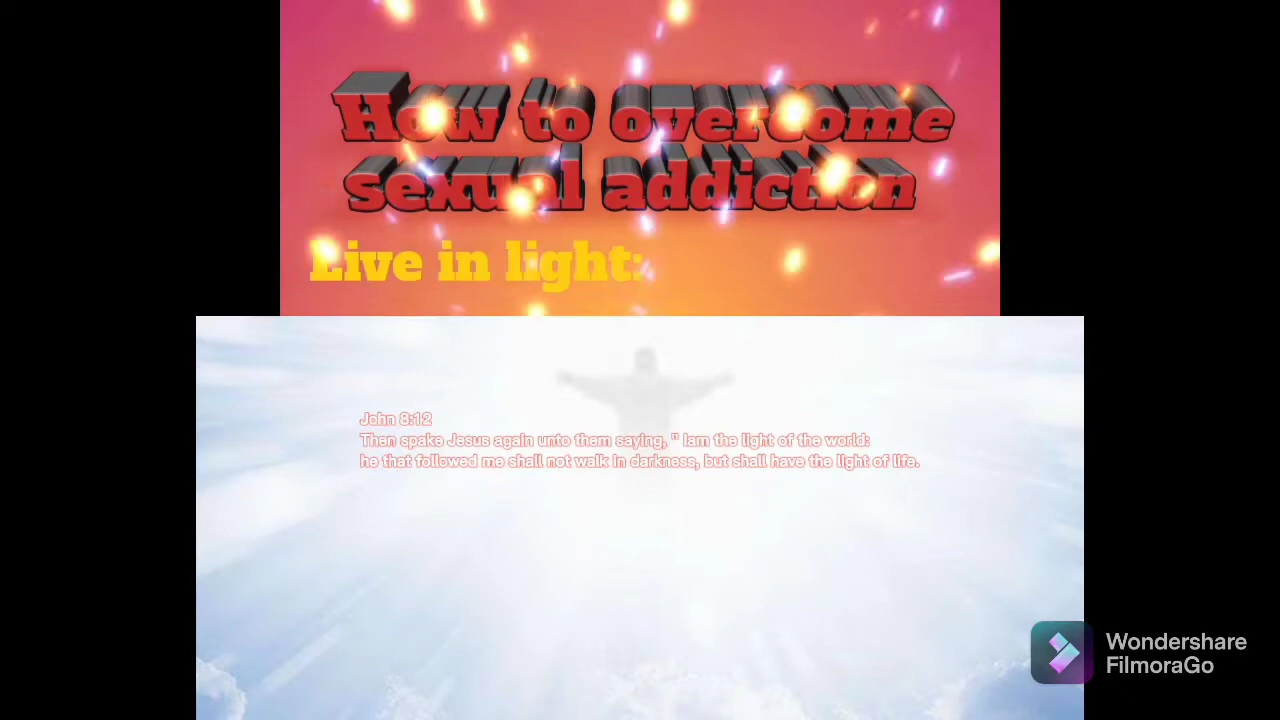 How to overcome
sexual addiction
Live in light:
John 8:12
Then spake Jesus again unto them saying, " Iam the light of the world:
he that followed me shall not walk in darkness, but shall have the light of life.
Wondershare
FilmoraGo